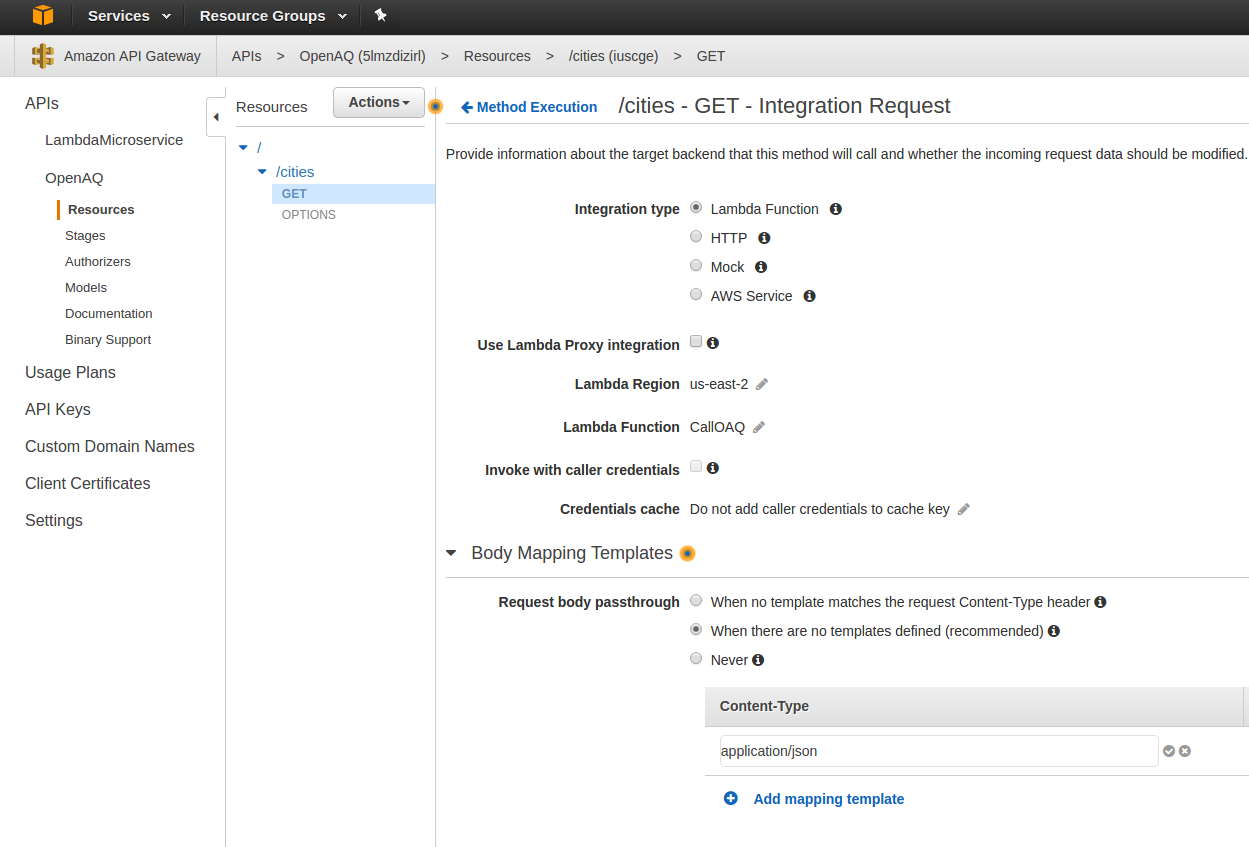 Services Resource Groups
Amazon API Gateway APIs > OpenAQ (5lmzdizirl) > Resources > /cities (iuscge) > GET
APIs
LambdaMicroservice
OpenAQ
Resources
Stages
Authorizers
Models
Documentation
Binary Support
Usage Plans
API Keys
Custom Domain Names
Client Certificates
Settings
Resources Actions
/
/cities
GET
OPTIONS
Method Execution /cities - GET - Integration Request
Provide information about the target backend that this method will call and whether the incoming request data should be modified.
Integration type Lambda Function
HTTP
Mock
AWS Service
Use Lambda Proxy integration
Lambda Region us-east-2
Lambda Function CallOAQ
Invoke with caller credentials
Credentials cache Do not add caller credentials to cache key
Body Mapping Templates
Request body passthrough When no template matches the request Content-Type header
When there are no templates defined (recommended)
Never
Content-Type
application/json
Add mapping template